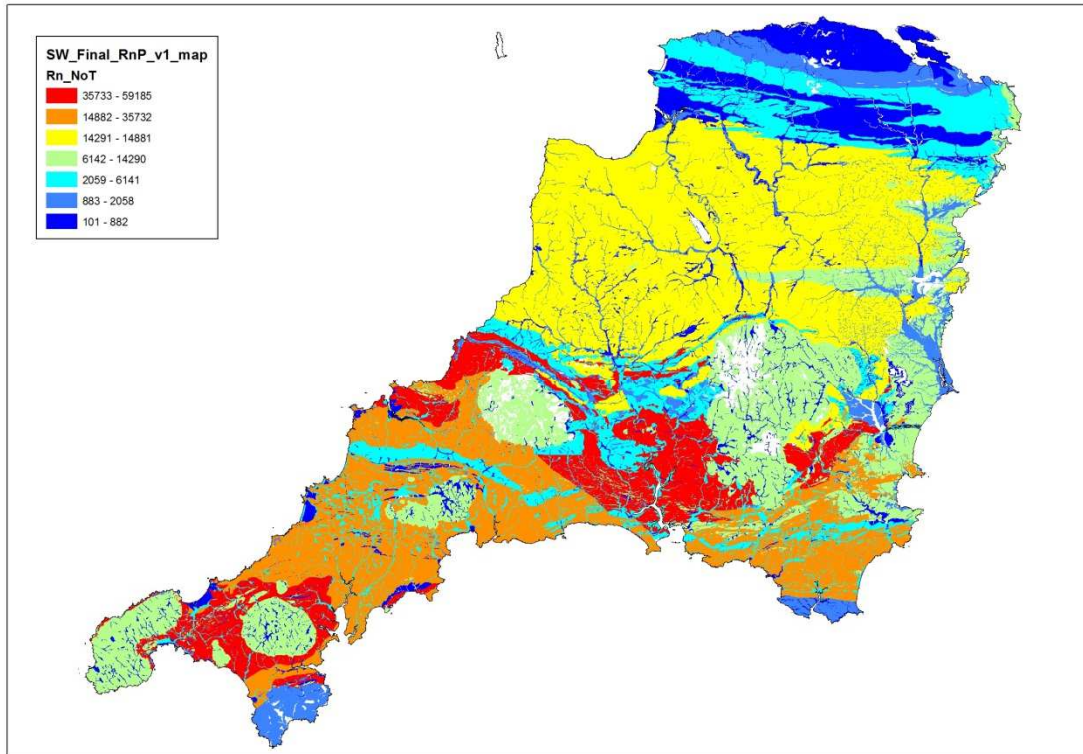 SW_Final_RnP_v1_map
Rn_NoT
35733 - 59185
14882 - 35732
14291 - 14881
6142 - 14290
2059 - 6141
883 - 2058
101 - 882